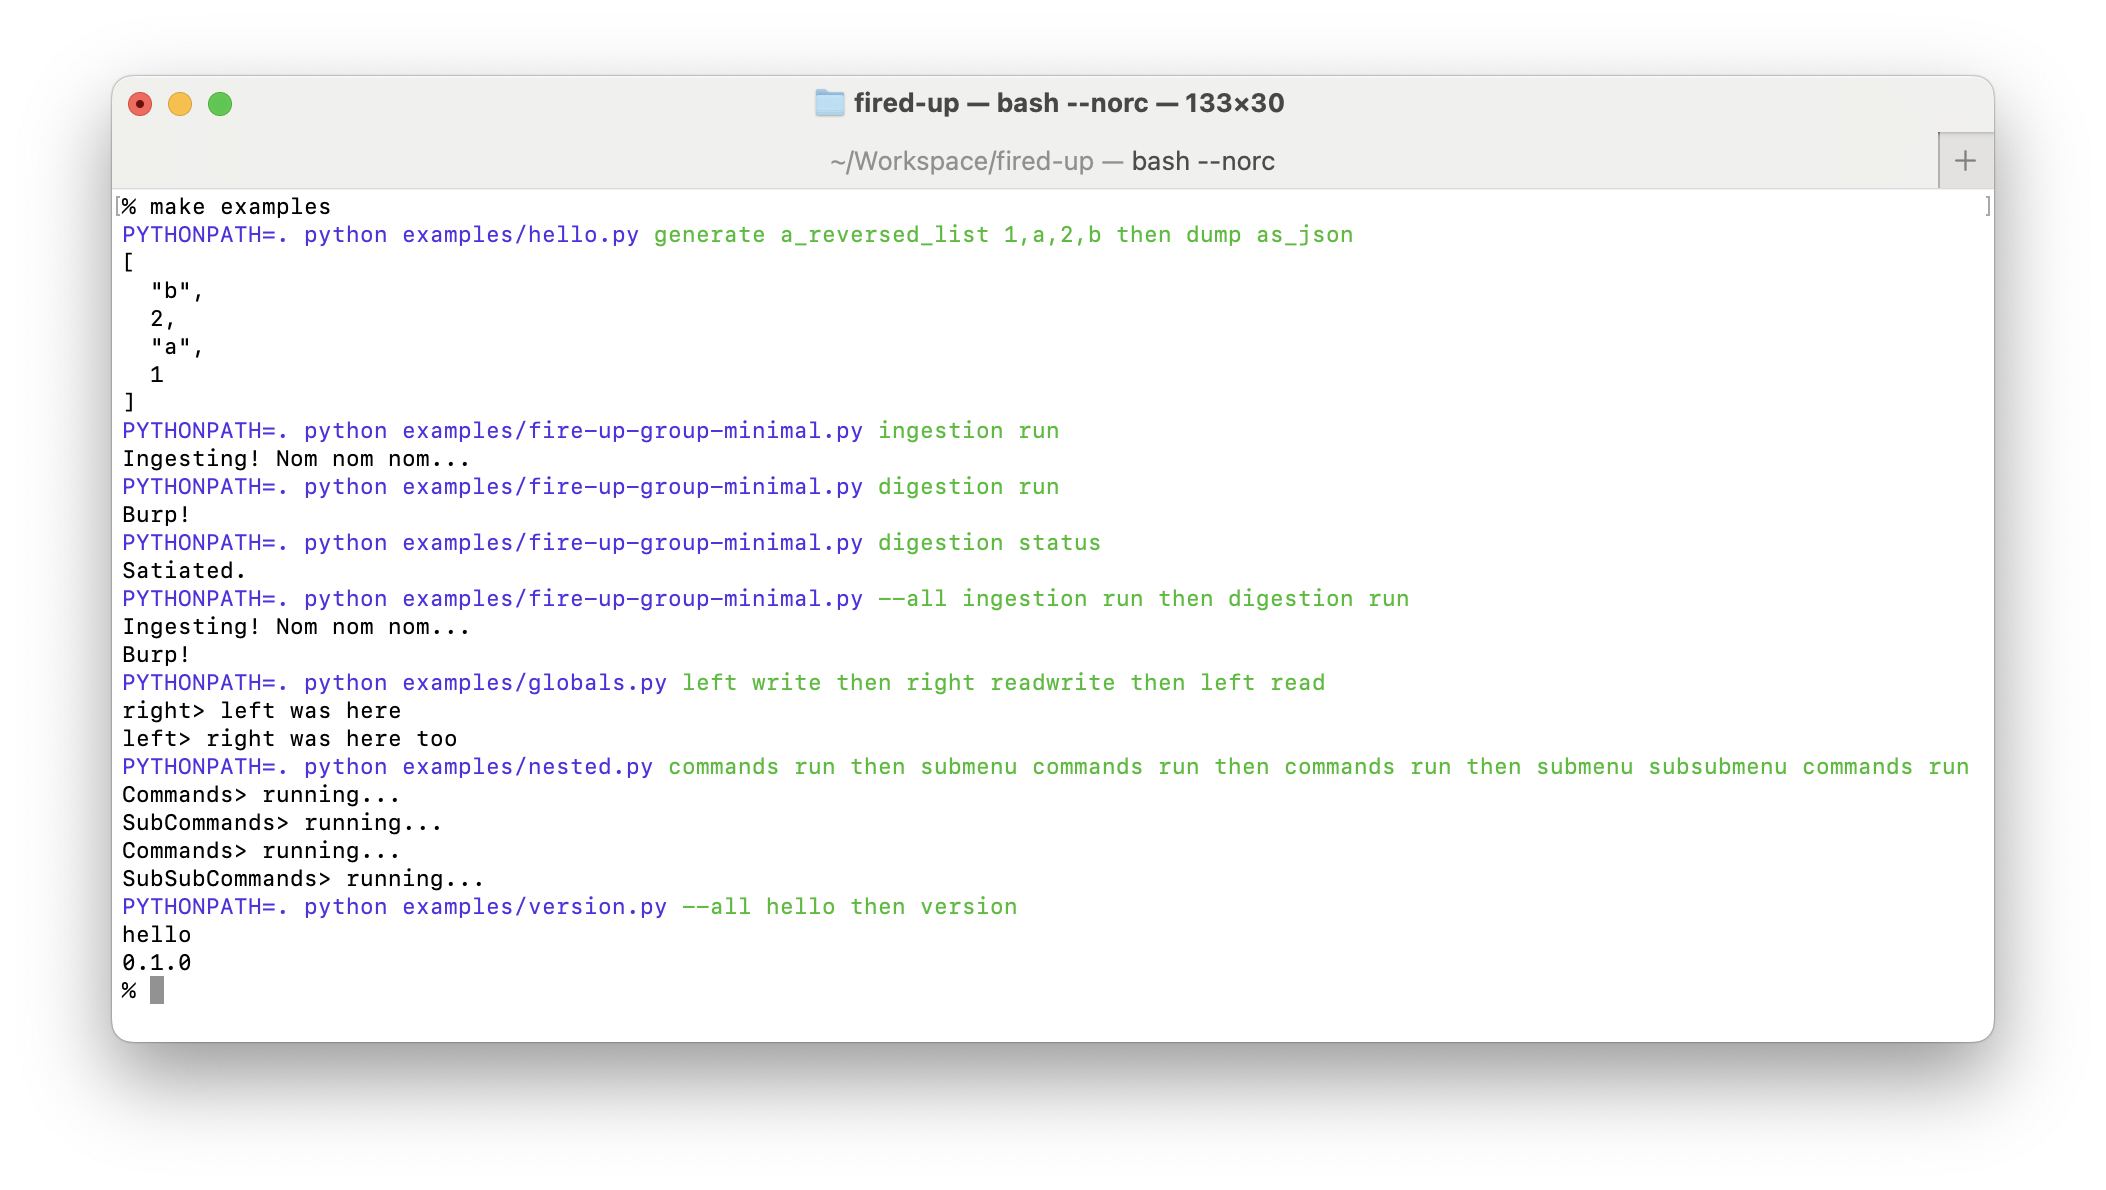 fired-up — bash --norc — 133×30
~/Workspace/fired-up — bash --norc
[% make examples ]
PYTHONPATH=. python examples/hello.py generate a_reversed_list 1,a,2,b then dump as_json
[
  "b",
  2,
  "a",
  1
]
PYTHONPATH=. python examples/fire-up-group-minimal.py ingestion run
Ingesting! Nom nom nom...
PYTHONPATH=. python examples/fire-up-group-minimal.py digestion run
Burp!
PYTHONPATH=. python examples/fire-up-group-minimal.py digestion status
Satiated.
PYTHONPATH=. python examples/fire-up-group-minimal.py --all ingestion run then digestion run
Ingesting! Nom nom nom...
Burp!
PYTHONPATH=. python examples/globals.py left write then right readwrite then left read
right> left was here
left> right was here too
PYTHONPATH=. python examples/nested.py commands run then submenu commands run then commands run then submenu subsubmenu commands run
Commands> running...
SubCommands> running...
Commands> running...
SubSubCommands> running...
PYTHONPATH=. python examples/version.py --all hello then version
hello
0.1.0
%